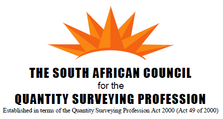 THE SOUTH AFRICAN COUNCIL
for the
QUANTITY SURVEYING PROFESSION
Established in terms of the Quantity Surveying Profession Act 2000 (Act 49 of 2000)